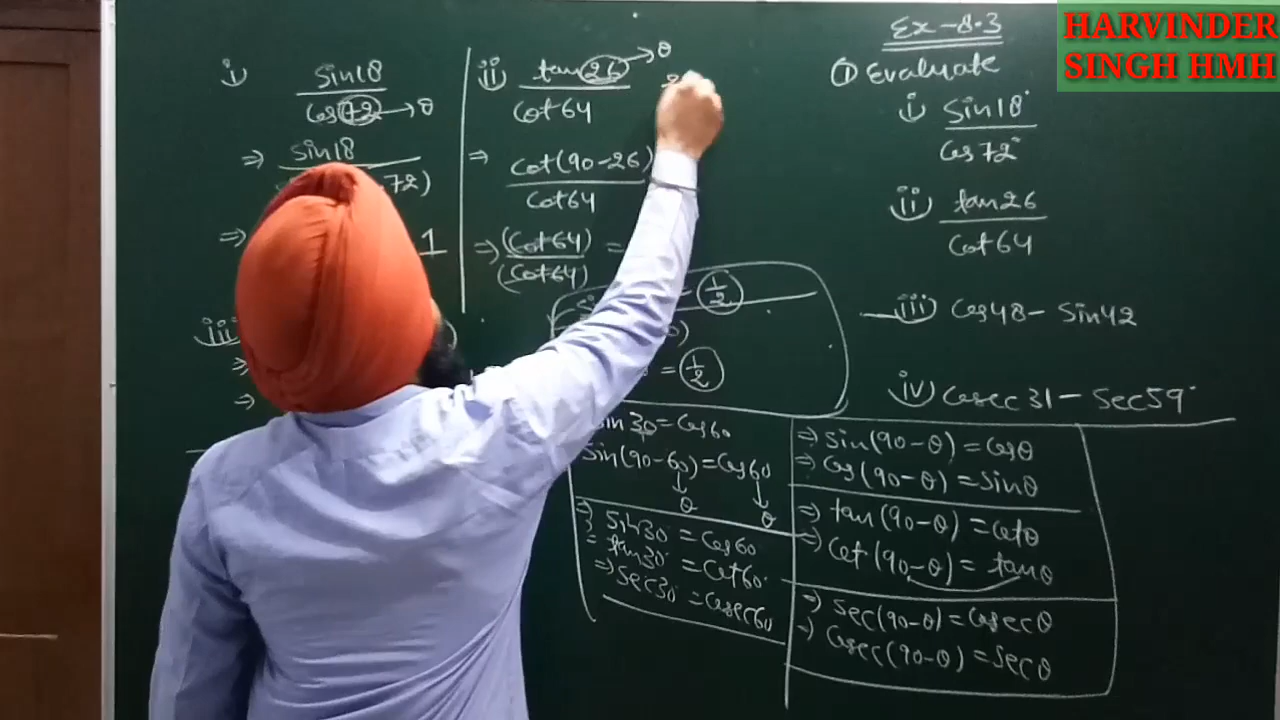 HARVINDER
SINGH HMH
Ex-8.3
① Evaluate
i) Sin18°
Cos72°
ii) tan26
Cot64
iii) Cos48 - Sin42
iv) Cosec31 - Sec59°
i) Sin18
Cos72 → θ
⇒ Sin18
-72)
⇒ 1
iii)
⇒
⇒
ii) tan26 → θ
Cot64
⇒ Cot(90-26)
Cot64
⇒ (Cot64) =
(Cot64)
1/2
= 1/2
Sin30=Cos60
Sin(90-60)=Cos60
θ θ
⇒ Sin30° = Cos60
tan30° = Cot60°
⇒ Sec30° = Cosec60
⇒ Sin(90-θ) = Cosθ
⇒ Cos(90-θ) = Sinθ
⇒ tan(90-θ) = Cotθ
⇒ Cot(90-θ) = tanθ
⇒ Sec(90-θ) = Cosecθ
⇒ Cosec(90-θ) = Secθ